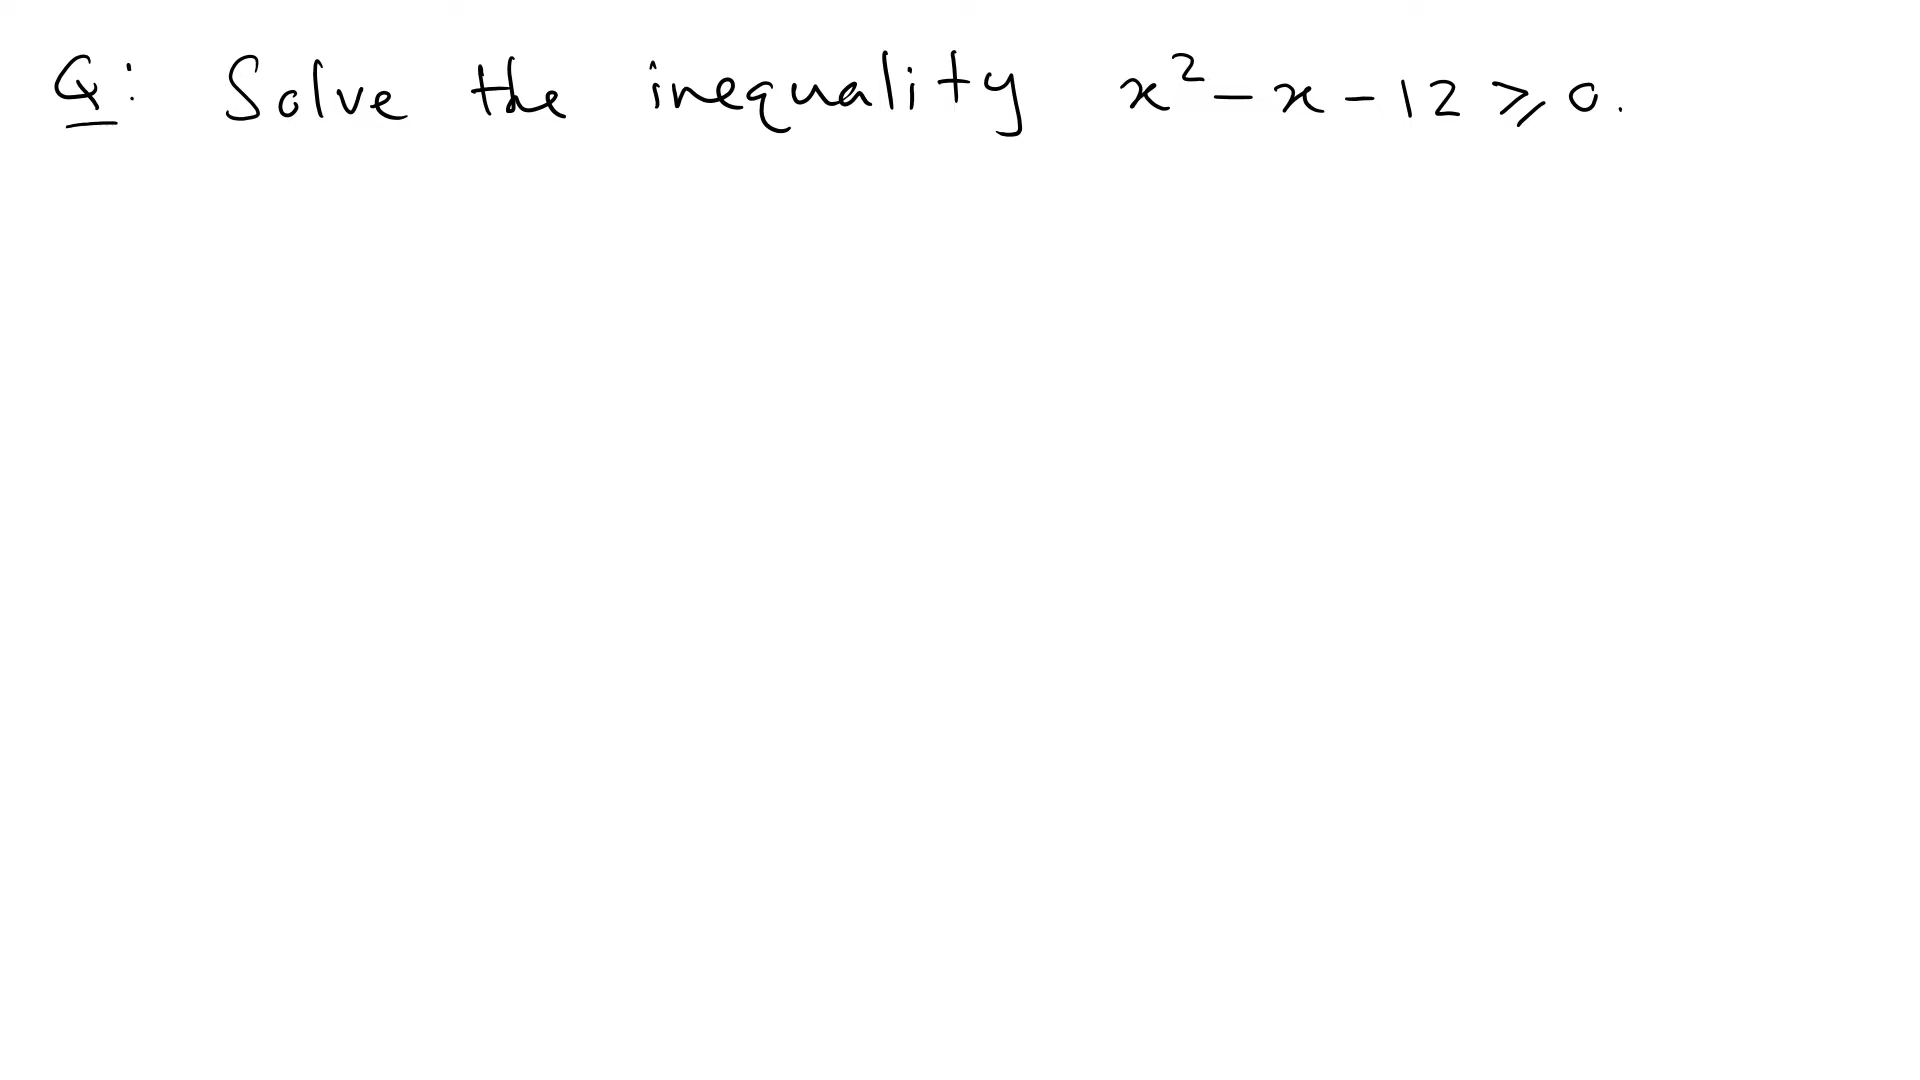 Q: Solve the inequality x² - x - 12 ⩾ 0.